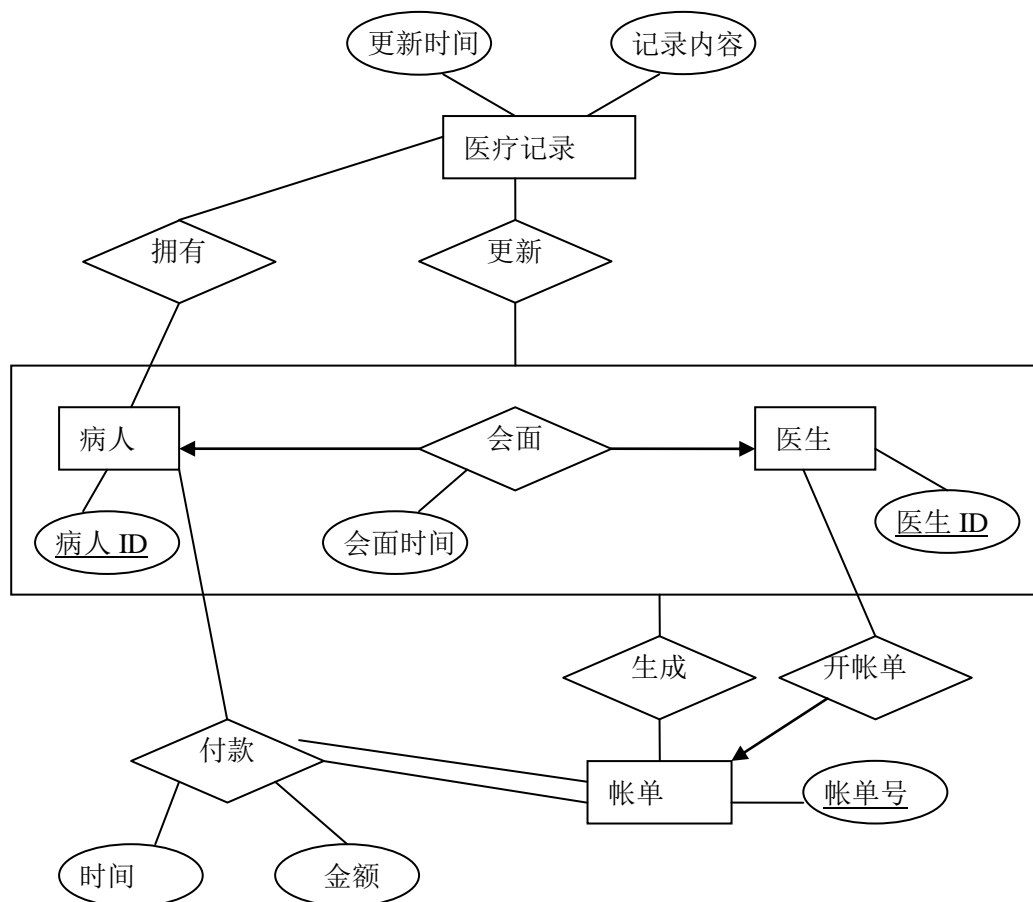 更新时间
记录内容
医疗记录
拥有
更新
病人
会面
医生
病人 ID
会面时间
医生 ID
生成
开帐单
付款
帐单
帐单号
时间
金额